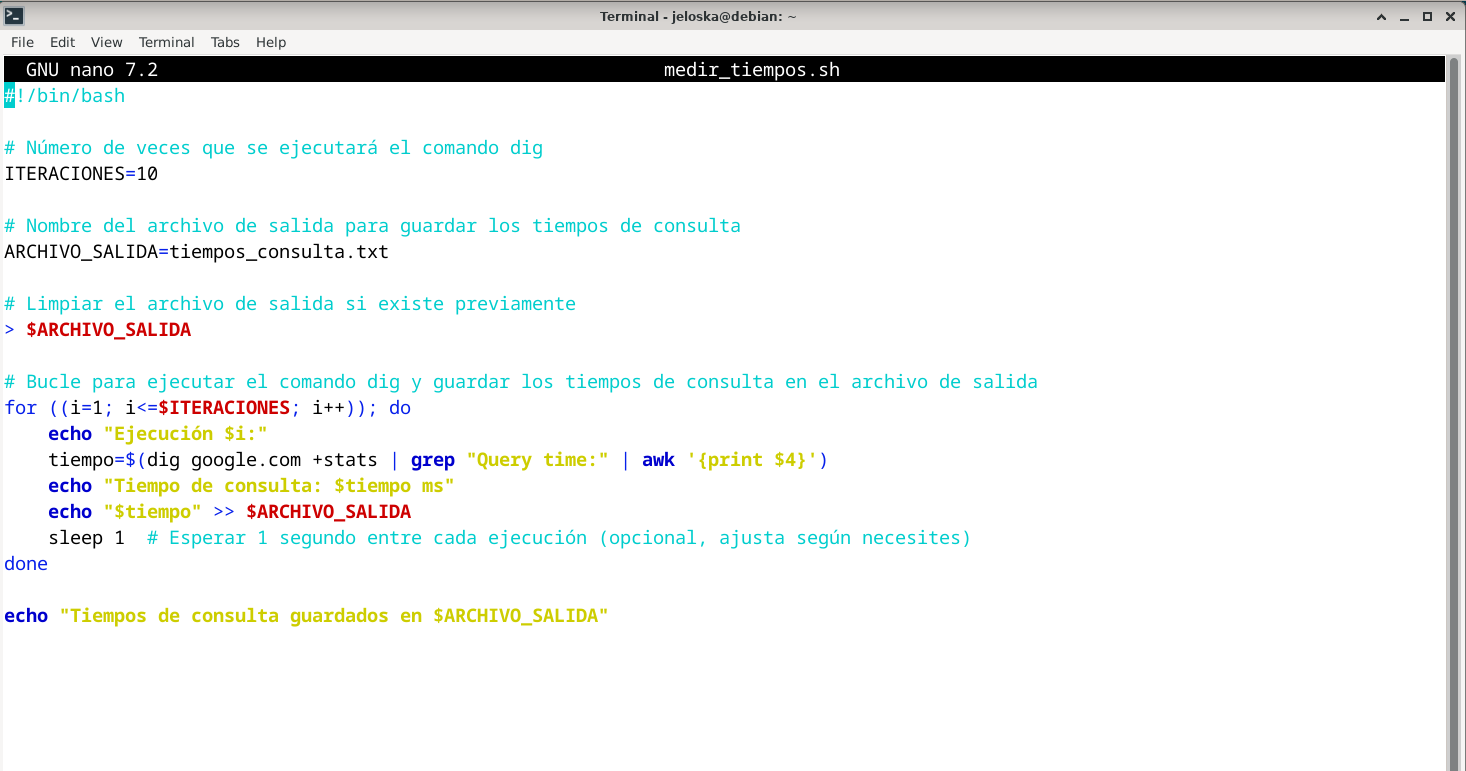 Terminal - jeloska@debian: ~
File Edit View Terminal Tabs Help
GNU nano 7.2 medir_tiempos.sh
#!/bin/bash
# Número de veces que se ejecutará el comando dig
ITERACIONES=10
# Nombre del archivo de salida para guardar los tiempos de consulta
ARCHIVO_SALIDA=tiempos_consulta.txt
# Limpiar el archivo de salida si existe previamente
> $ARCHIVO_SALIDA
# Bucle para ejecutar el comando dig y guardar los tiempos de consulta en el archivo de salida
for ((i=1; i<=$ITERACIONES; i++)); do
    echo "Ejecución $i:"
    tiempo=$(dig google.com +stats | grep "Query time:" | awk '{print $4}')
    echo "Tiempo de consulta: $tiempo ms"
    echo "$tiempo" >> $ARCHIVO_SALIDA
    sleep 1  # Esperar 1 segundo entre cada ejecución (opcional, ajusta según necesites)
done
echo "Tiempos de consulta guardados en $ARCHIVO_SALIDA"